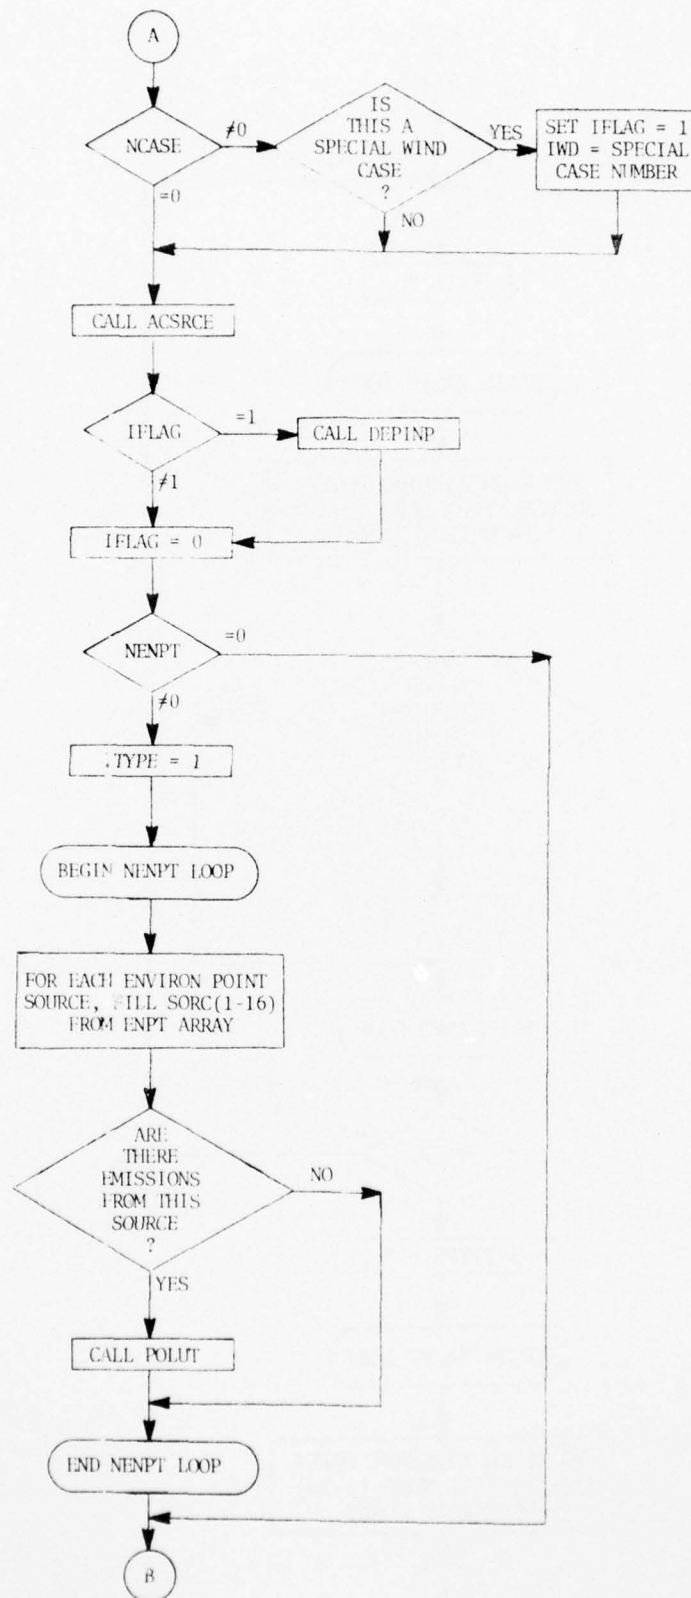 A
NCASE
≠0
=0
IS
THIS A
SPECIAL WIND
CASE
?
YES
NO
SET IFLAG = 1
IWD = SPECIAL
CASE NUMBER
CALL ACSRCE
IFLAG
=1
≠1
CALL DEPINP
IFLAG = 0
NENPT
=0
≠0
ITYPE = 1
BEGIN NENPT LOOP
FOR EACH ENVIRON POINT
SOURCE, FILL SORC(1-16)
FROM ENPT ARRAY
ARE
THERE
EMISSIONS
FROM THIS
SOURCE
?
NO
YES
CALL POLUT
END NENPT LOOP
B